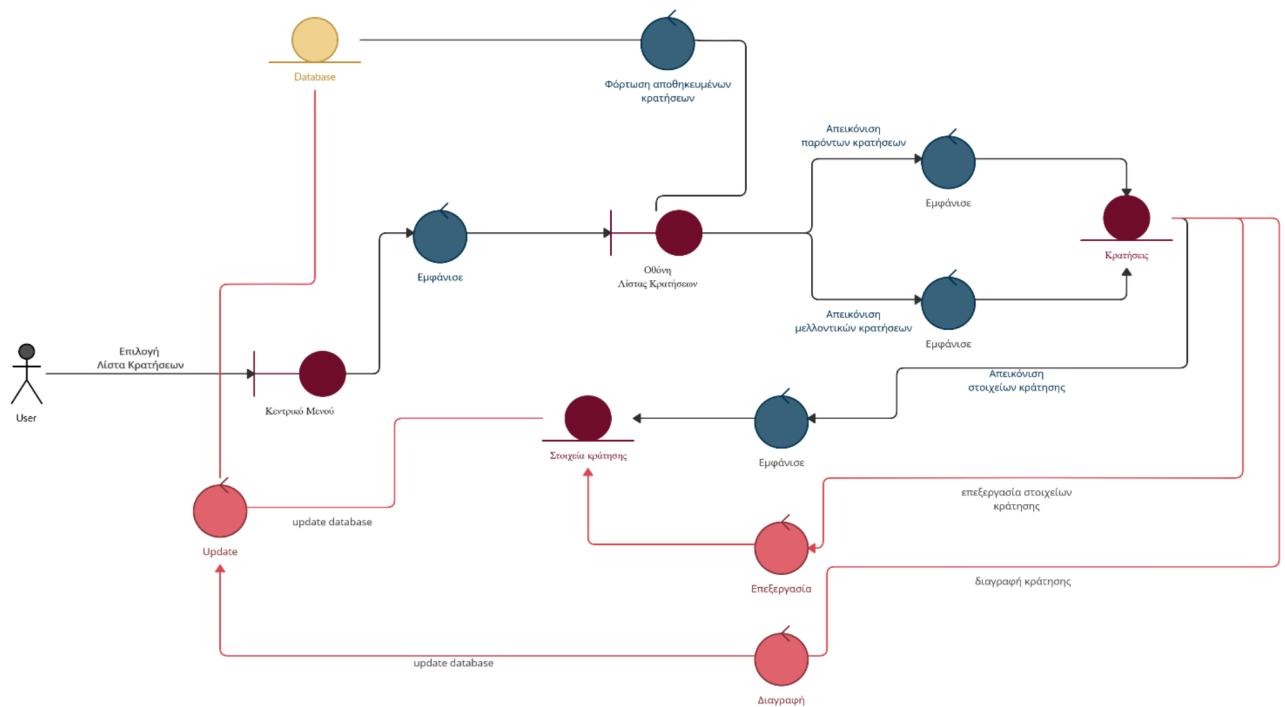 Database
Φόρτωση αποθηκευμένων
κρατήσεων
Απεικόνιση
παρόντων κρατήσεων
Εμφάνισε
Κρατήσεις
Εμφάνισε
Οθόνη
Λίστας Κρατήσεων
Απεικόνιση
μελλοντικών κρατήσεων
Εμφάνισε
Επιλογή
Λίστα Κρατήσεων
User
Κεντρικό Μενού
Απεικόνιση
στοιχείων κράτησης
Στοιχεία κράτησης
Εμφάνισε
επεξεργασία στοιχείων
κράτησης
update database
Update
Επεξεργασία
διαγραφή κράτησης
update database
Διαγραφή